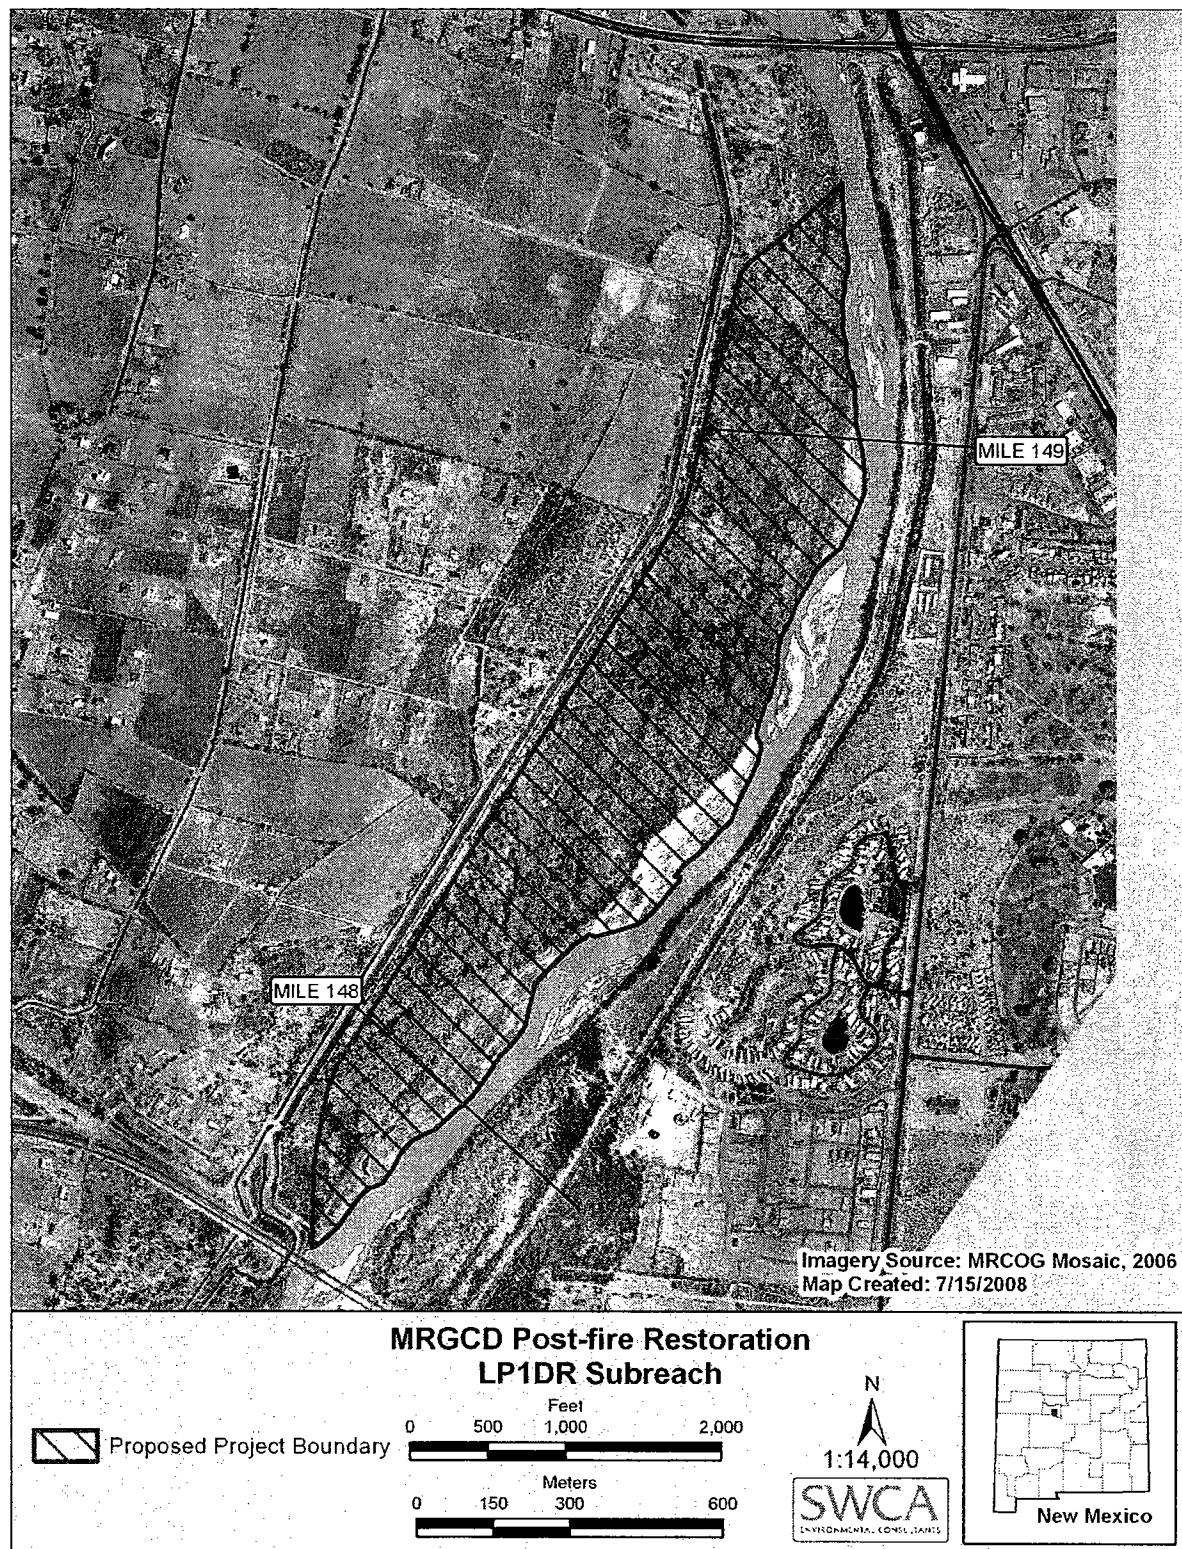 MILE 149
MILE 148
Imagery Source: MRCOG Mosaic, 2006
Map Created: 7/15/2008
MRGCD Post-fire Restoration
LP1DR Subreach
Proposed Project Boundary
Feet
0 500 1,000 2,000
Meters
0 150 300 600
N
1:14,000
SWCA
ENVIRONMENTAL CONSULTANTS
New Mexico